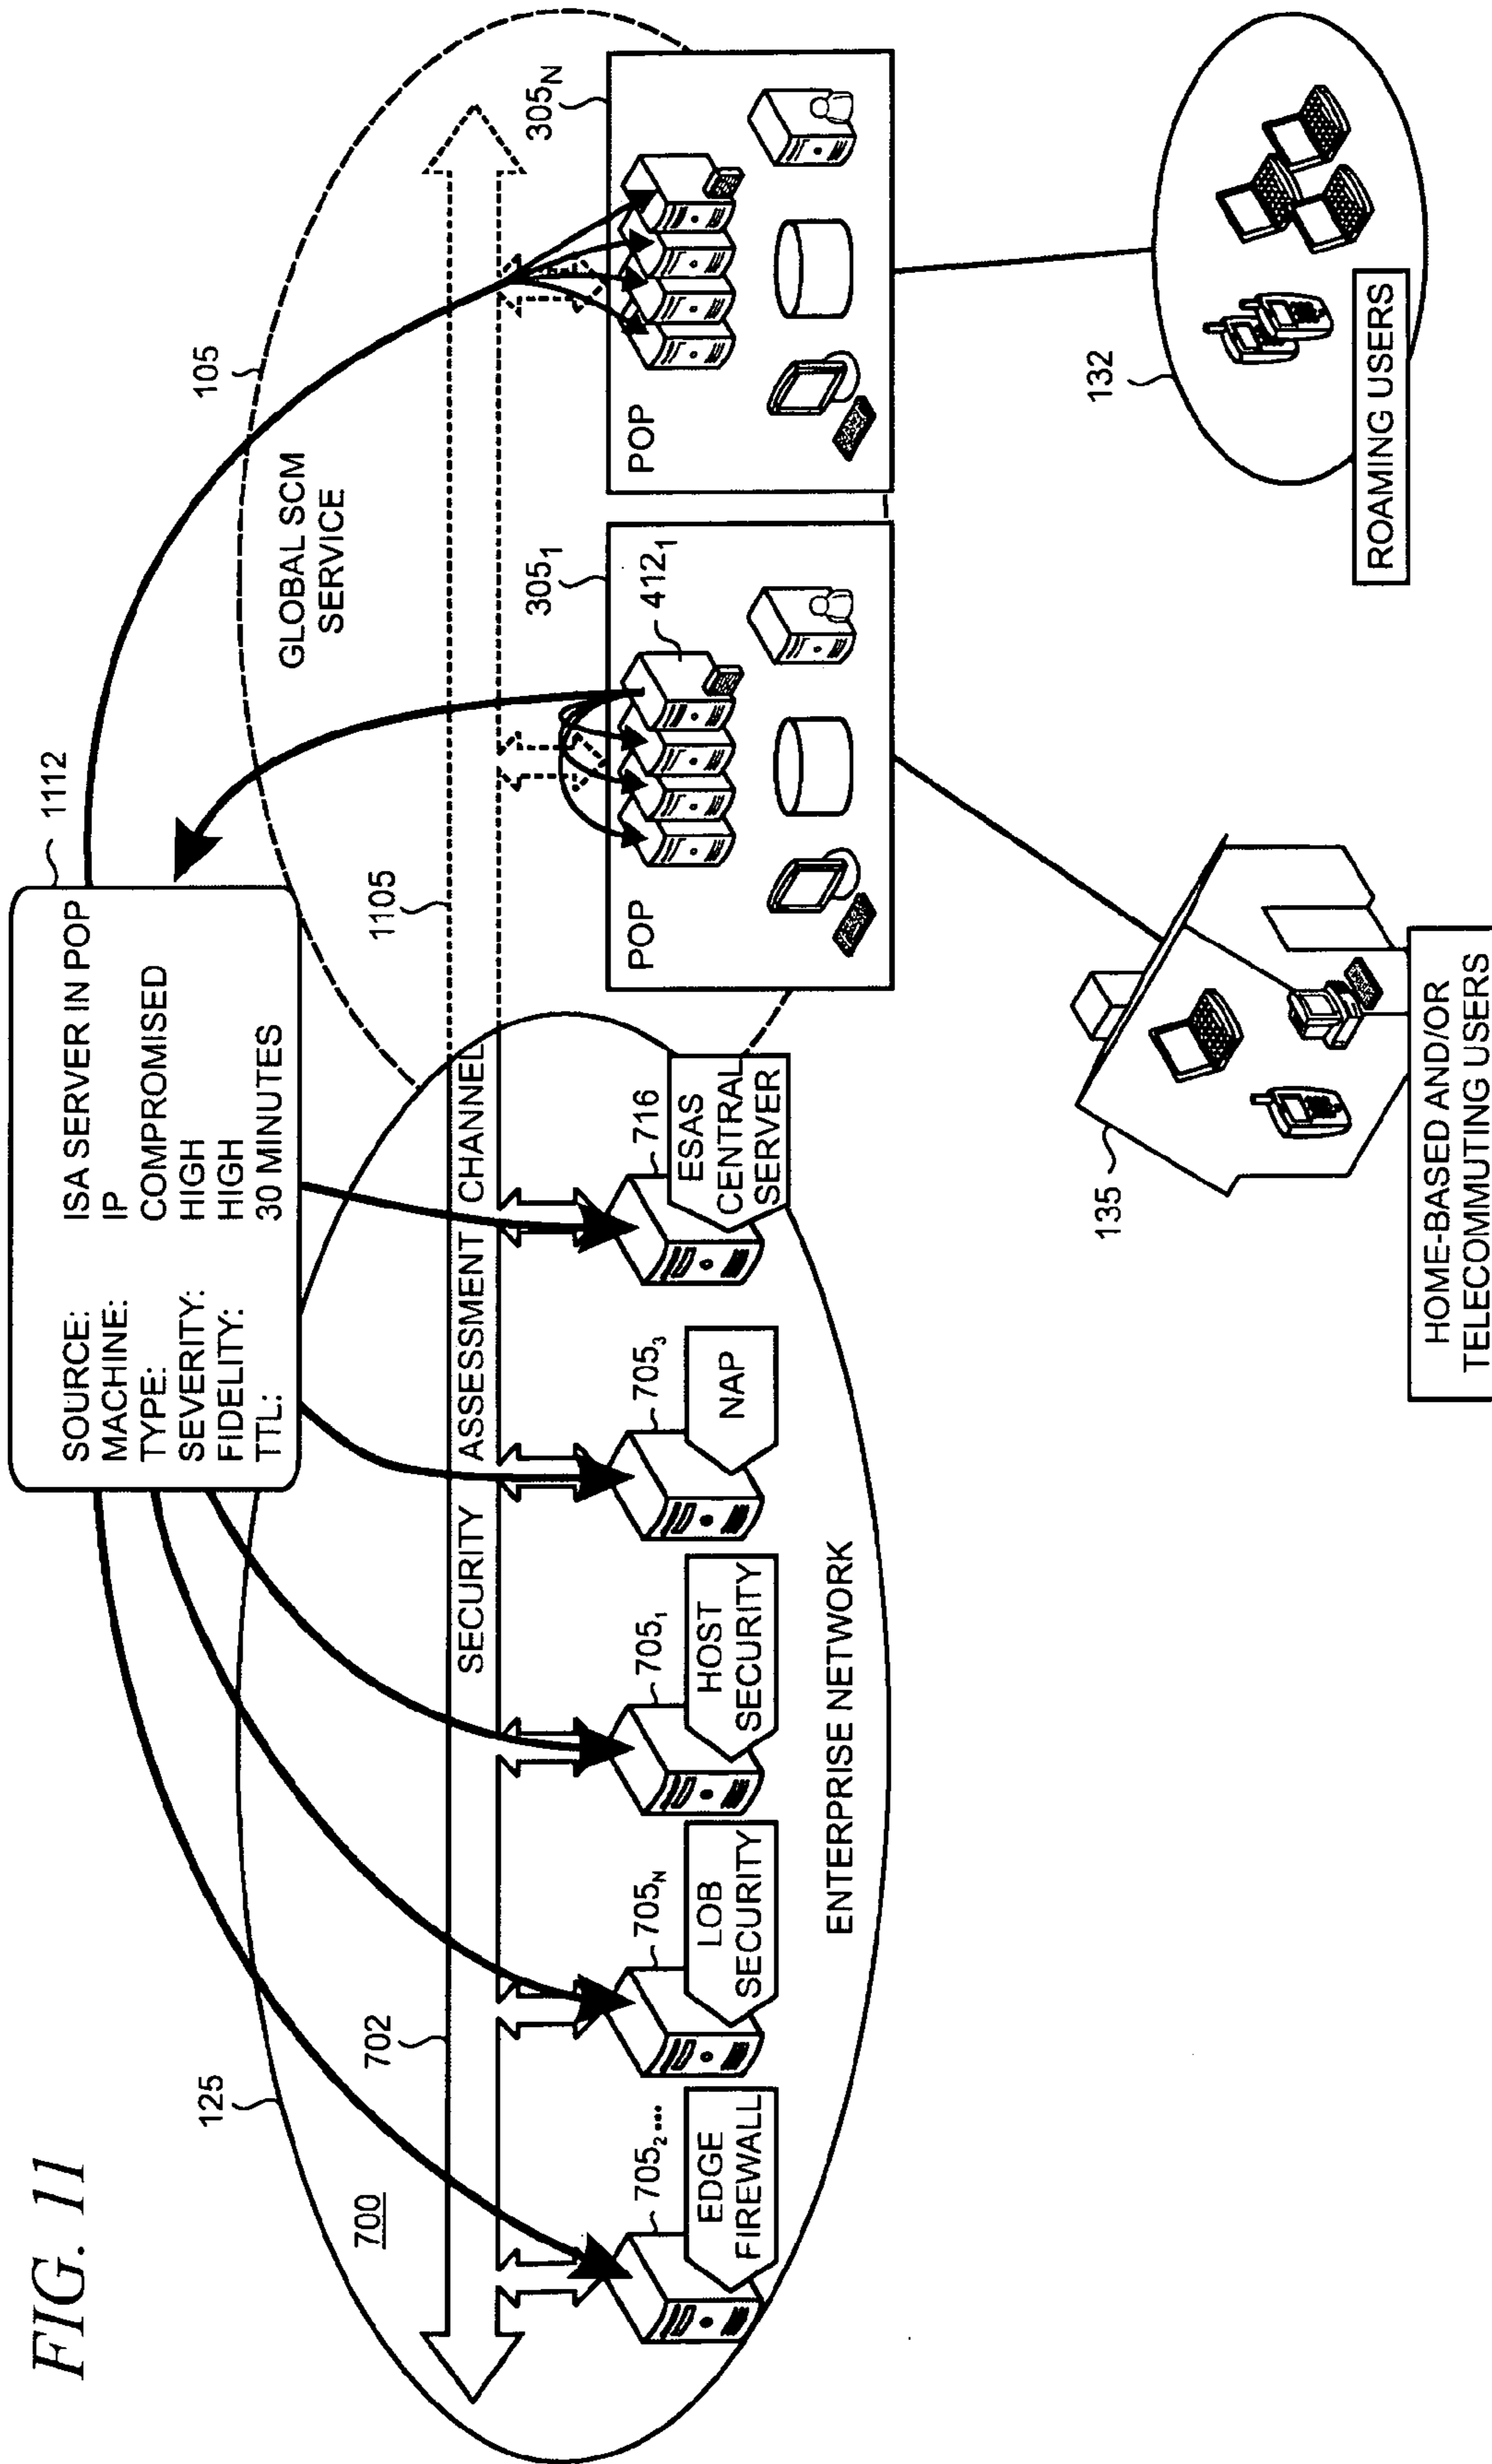 FIG. 11
1112
SOURCE: ISA SERVER IN POP
MACHINE: IP
TYPE: COMPROMISED
SEVERITY: HIGH
FIDELITY: HIGH
TTL: 30 MINUTES
125
105
GLOBAL SCM
SERVICE
700
702
1105
SECURITY ASSESSMENT CHANNEL
705₂...
EDGE
FIREWALL
705N
LOB
SECURITY
705₁
HOST
SECURITY
705₃
NAP
716
ESAS
CENTRAL
SERVER
ENTERPRISE NETWORK
305₁
412₁
POP
305N
POP
135
HOME-BASED AND/OR
TELECOMMUTING USERS
132
ROAMING USERS